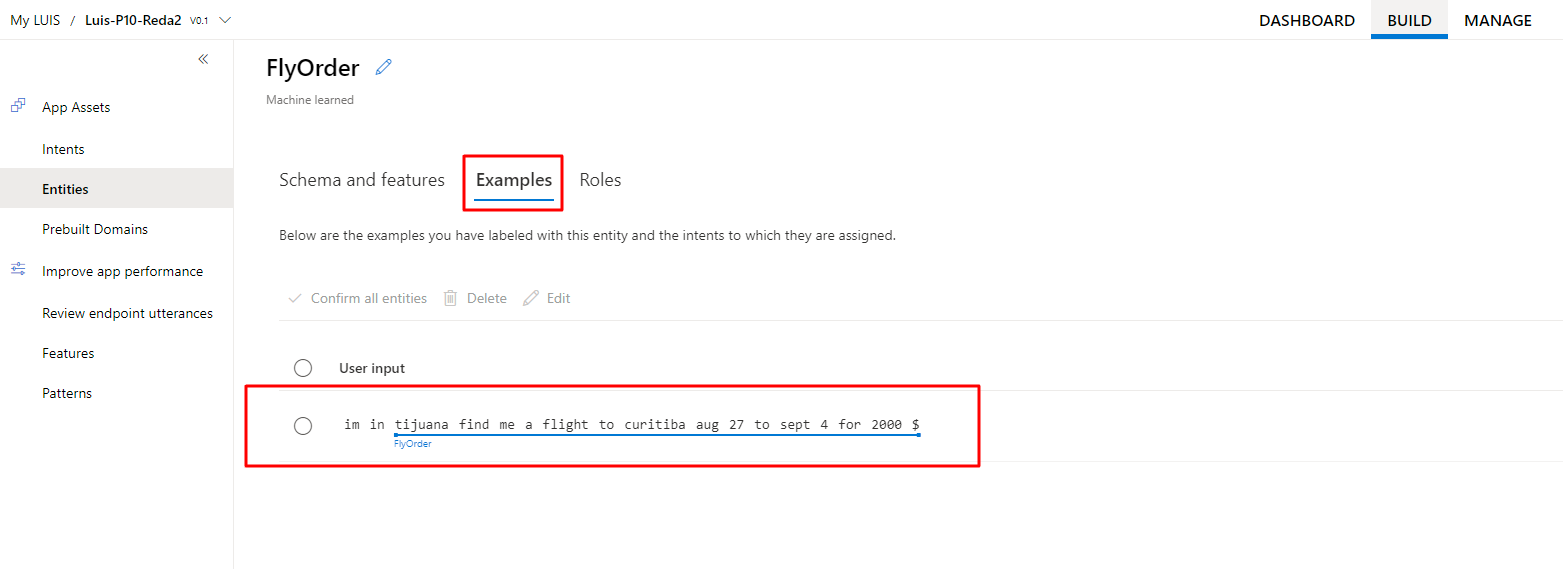 My LUIS / Luis-P10-Reda2 V0.1
DASHBOARD BUILD MANAGE
FlyOrder
Machine learned
App Assets
Intents
Entities
Prebuilt Domains
Improve app performance
Review endpoint utterances
Features
Patterns
Schema and features Examples Roles
Below are the examples you have labeled with this entity and the intents to which they are assigned.
Confirm all entities Delete Edit
User input
im in tijuana find me a flight to curitiba aug 27 to sept 4 for 2000 $
FlyOrder